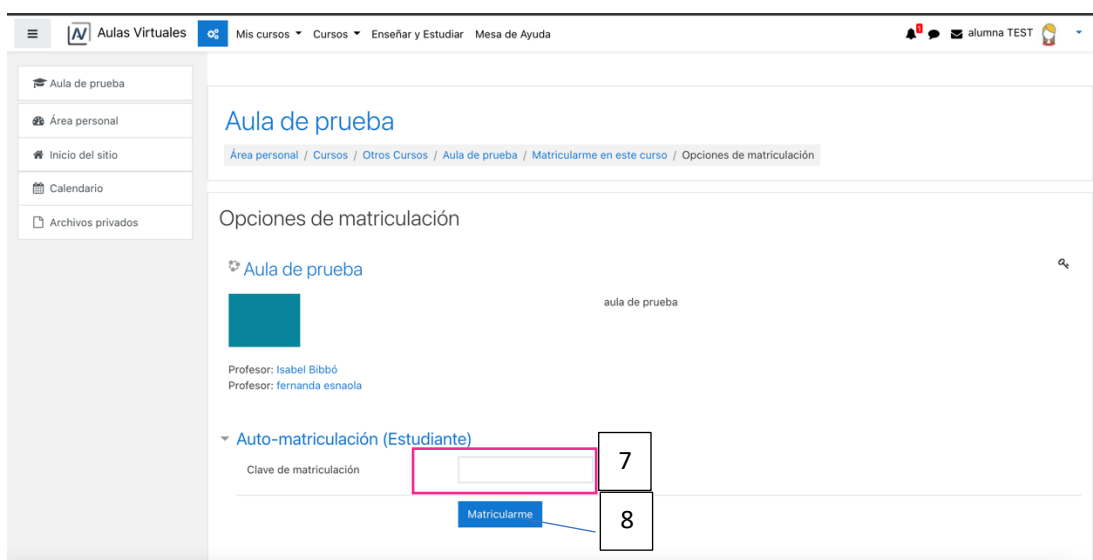 Aulas Virtuales Mis cursos Cursos Enseñar y Estudiar Mesa de Ayuda 1 alumna TEST
Aula de prueba
Área personal
Inicio del sitio
Calendario
Archivos privados
Aula de prueba
Área personal / Cursos / Otros Cursos / Aula de prueba / Matricularme en este curso / Opciones de matriculación
Opciones de matriculación
Aula de prueba
aula de prueba
Profesor: Isabel Bibbó
Profesor: fernanda esnaola
Auto-matriculación (Estudiante)
Clave de matriculación
7
Matricularme
8